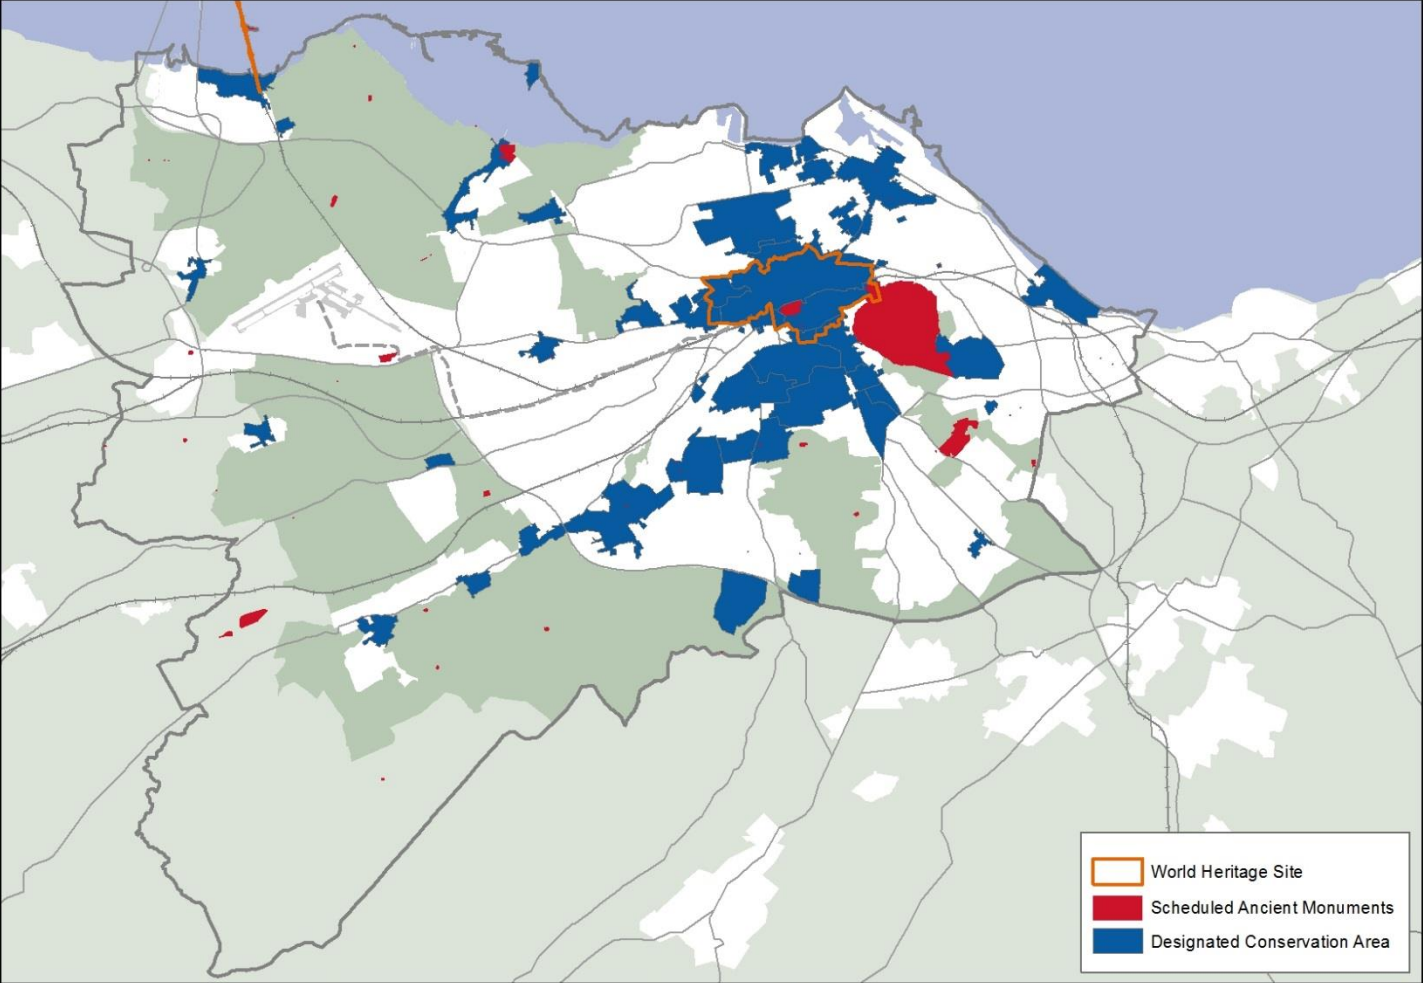 World Heritage Site
Scheduled Ancient Monuments
Designated Conservation Area